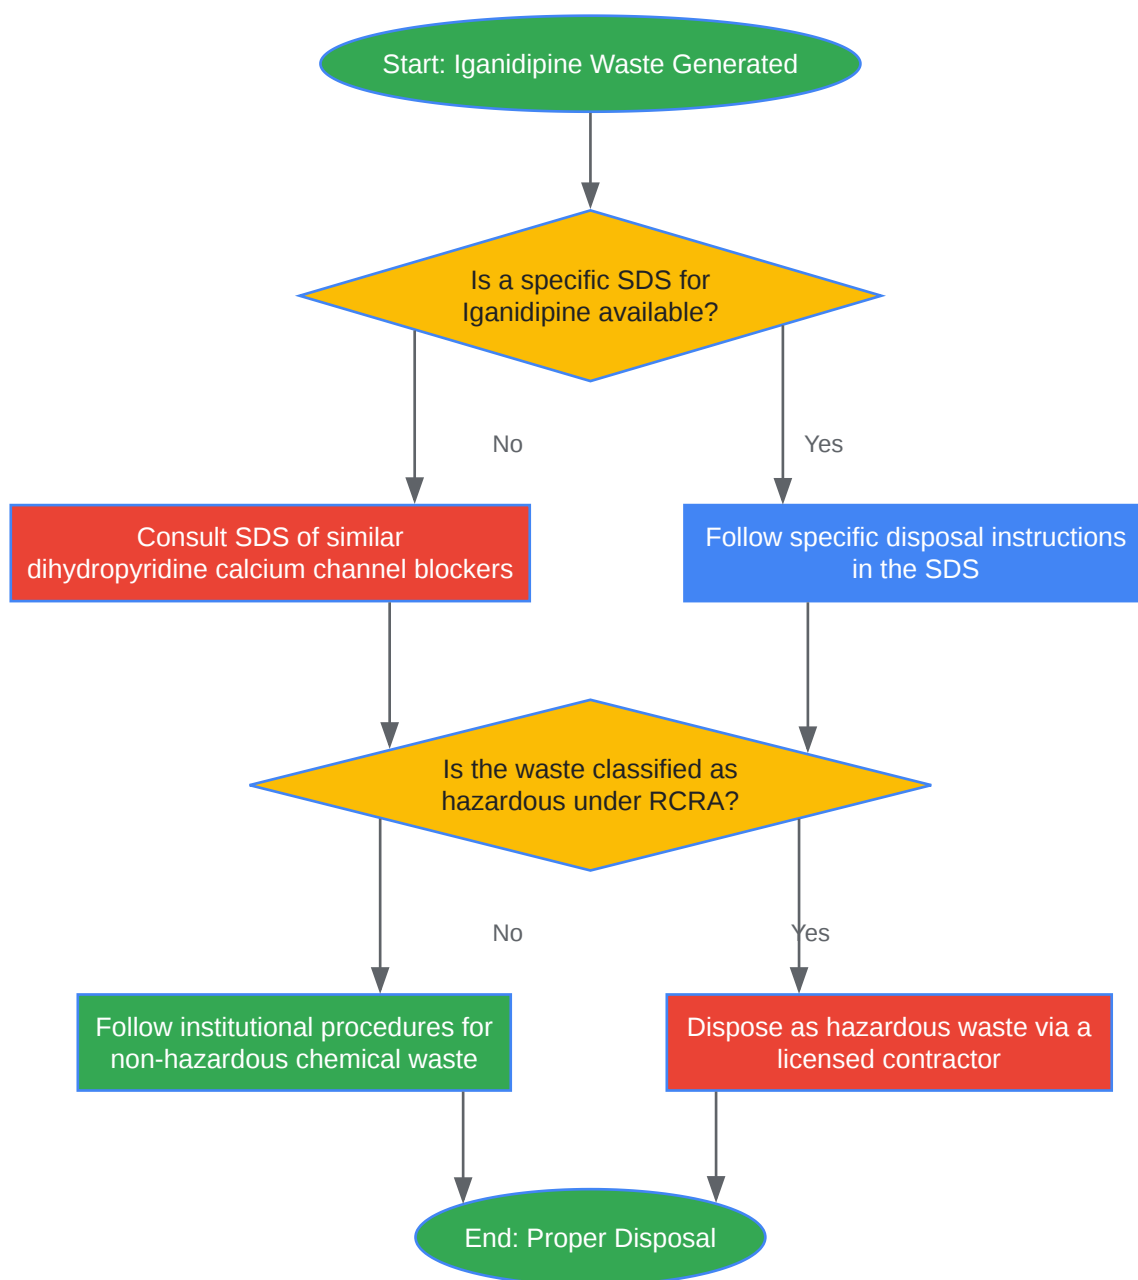 Start: Iganidipine Waste Generated
Is a specific SDS for
Iganidipine available?
No
Yes
Consult SDS of similar
dihydropyridine calcium channel blockers
Follow specific disposal instructions
in the SDS
Is the waste classified as
hazardous under RCRA?
No
Yes
Follow institutional procedures for
non-hazardous chemical waste
Dispose as hazardous waste via a
licensed contractor
End: Proper Disposal